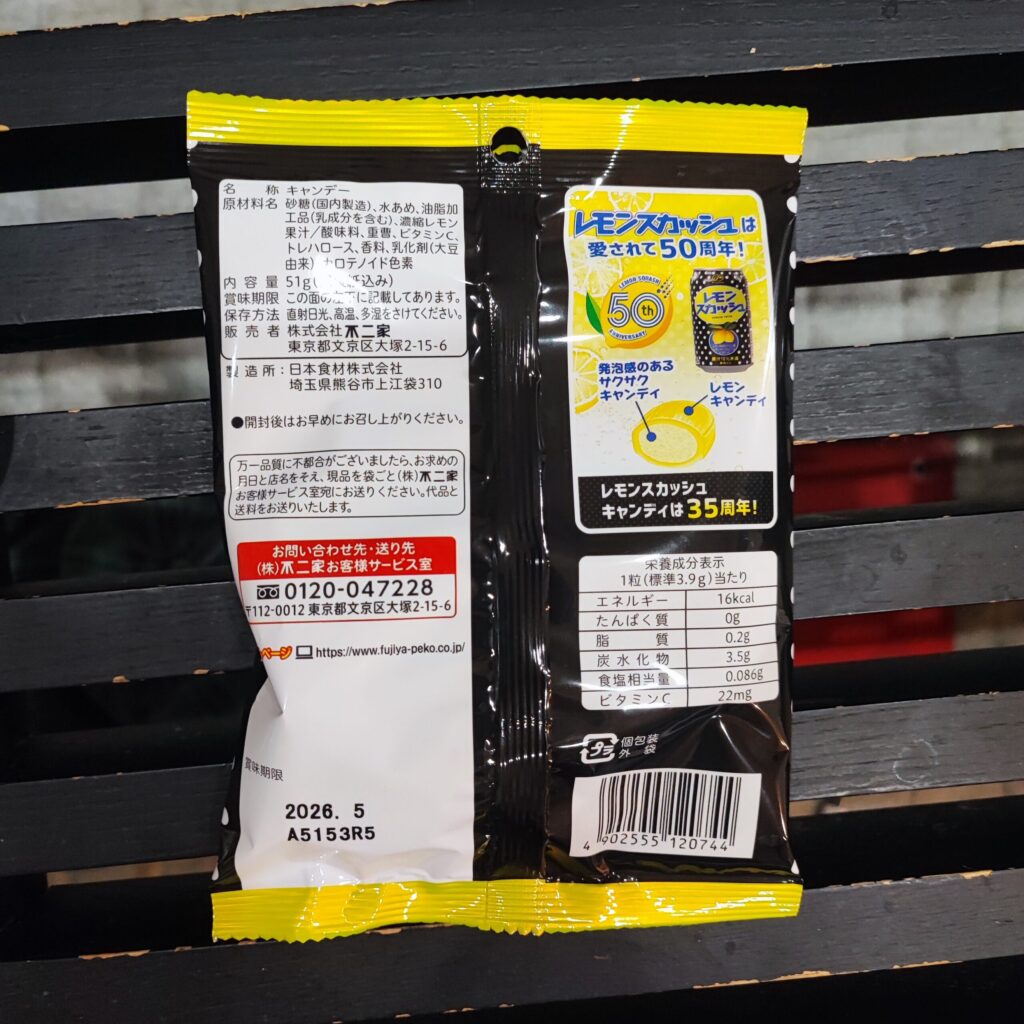 名称 キャンデー
原材料名 砂糖(国内製造)、水あめ、油脂加
工品(乳成分を含む)、濃縮レモン
果汁/酸味料、重曹、ビタミンC、
トレハロース、香料、乳化剤(大豆
由来)、カロテノイド色素
内容量 51g(込み)
賞味期限 この面の左下に記載してあります。
保存方法 直射日光、高温、多湿をさけてください。
販売者 株式会社不二家
東京都文京区大塚2-15-6
製造所:日本食材株式会社
埼玉県熊谷市上江袋310
●開封後はお早めにお召し上がりください。
万一品質に不都合がございましたら、お求めの
月日と店名をそえ、現品を袋ごと(株)不二家
お客様サービス室宛にお送りください。代品と
送料をお送りいたします。
お問い合わせ先・送り先
(株)不二家お客様サービス室
0120-047228
〒112-0012 東京都文京区大塚2-15-6
ページ https://www.fujiya-peko.co.jp/
賞味期限
2026.5
A5153R5
レモンスカッシュは
愛されて50周年!
LEMON SQUASH
50th
ANNIVERSARY!
レモン
スカッシュ
発泡感のある
サクサク
キャンディ
レモン
キャンディ
レモンスカッシュ
キャンディは35周年!
栄養成分表示
1粒(標準3.9g)当たり
エネルギー 16kcal
たんぱく質 0g
脂質 0.2g
炭水化物 3.5g
食塩相当量 0.086g
ビタミンC 22mg
プラ
個包装
外袋
4 902555 120744